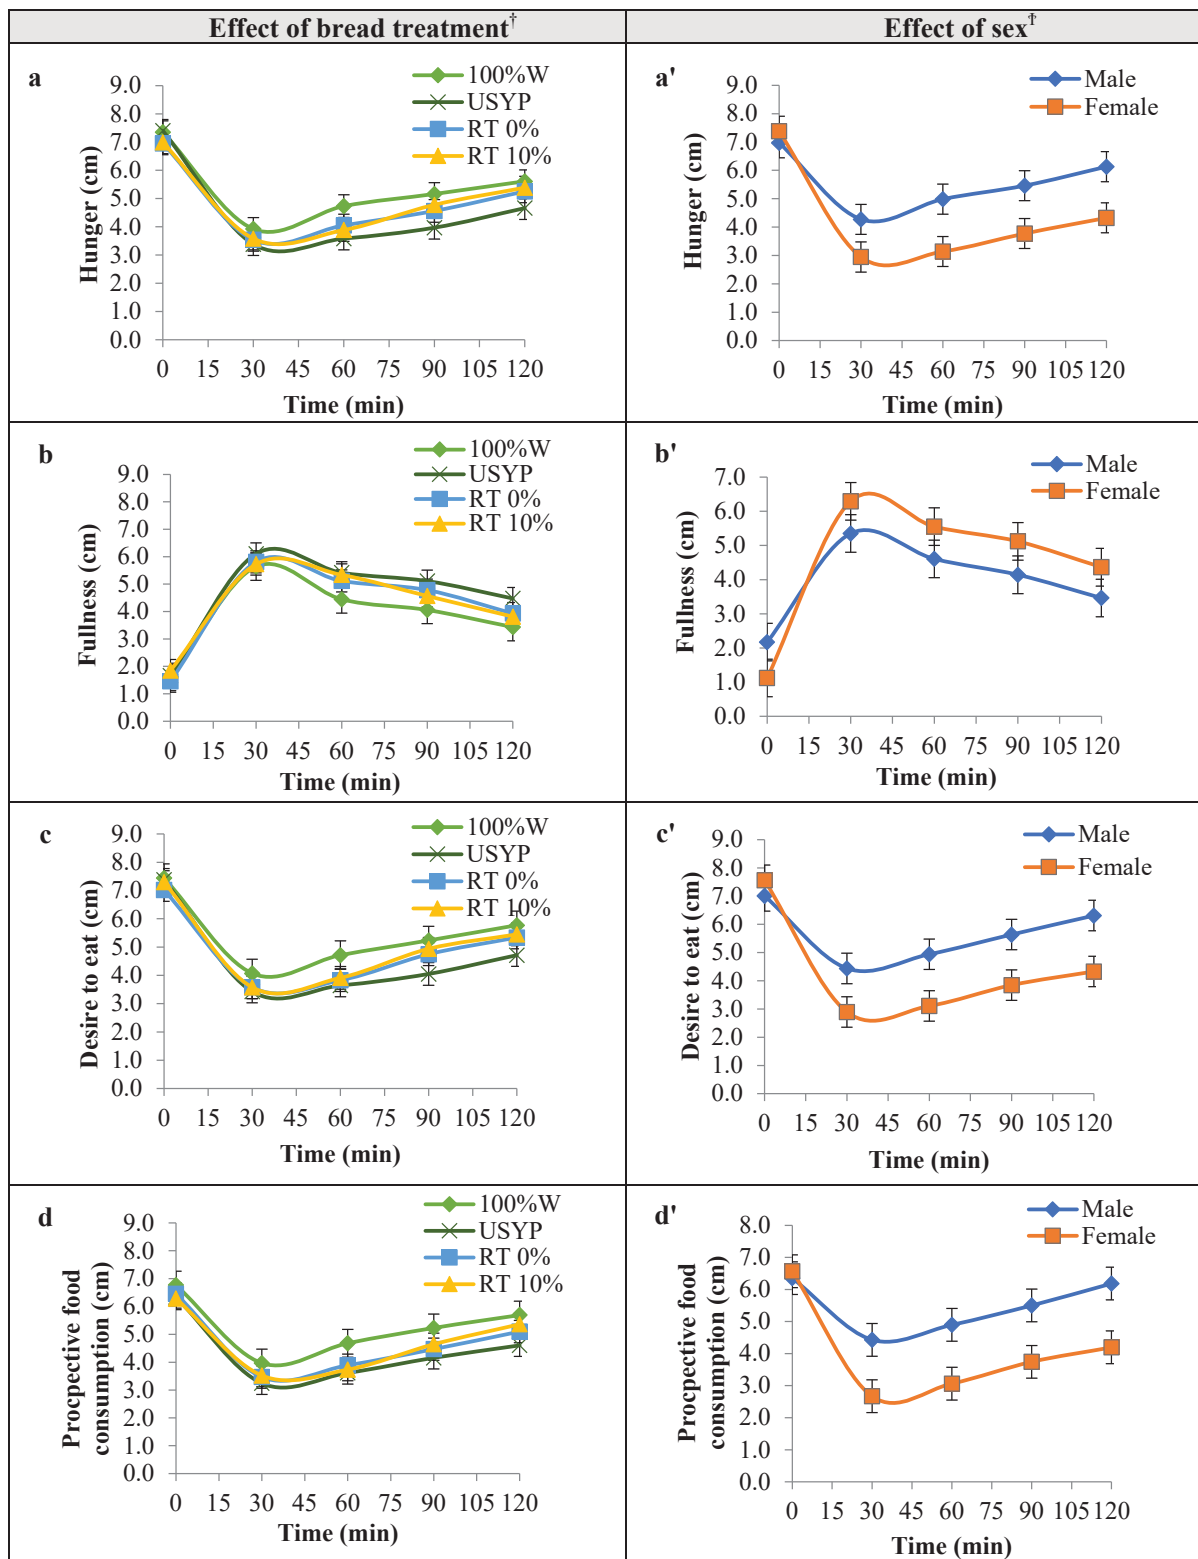 Effect of bread treatment†
Effect of sex†
a
100%W
USYP
RT 0%
RT 10%
9.0
8.0
7.0
6.0
5.0
4.0
3.0
2.0
1.0
0.0
Hunger (cm)
0 15 30 45 60 75 90 105 120
Time (min)
a'
Male
Female
9.0
8.0
7.0
6.0
5.0
4.0
3.0
2.0
1.0
0.0
Hunger (cm)
0 15 30 45 60 75 90 105 120
Time (min)
b
100%W
USYP
RT 0%
RT 10%
9.0
8.0
7.0
6.0
5.0
4.0
3.0
2.0
1.0
0.0
Fullness (cm)
0 15 30 45 60 75 90 105 120
Time (min)
b'
Male
Female
7.0
6.0
5.0
4.0
3.0
2.0
1.0
0.0
Fullness (cm)
0 15 30 45 60 75 90 105 120
Time (min)
c
100%W
USYP
RT 0%
RT 10%
9.0
8.0
7.0
6.0
5.0
4.0
3.0
2.0
1.0
0.0
Desire to eat (cm)
0 15 30 45 60 75 90 105 120
Time (min)
c'
Male
Female
9.0
8.0
7.0
6.0
5.0
4.0
3.0
2.0
1.0
0.0
Desire to eat (cm)
0 15 30 45 60 75 90 105 120
Time (min)
d
100%W
USYP
RT 0%
RT 10%
9.0
8.0
7.0
6.0
5.0
4.0
3.0
2.0
1.0
0.0
Procpective food
consumption (cm)
0 15 30 45 60 75 90 105 120
Time (min)
d'
Male
Female
8.0
7.0
6.0
5.0
4.0
3.0
2.0
1.0
0.0
Procpective food
consumption (cm)
0 15 30 45 60 75 90 105 120
Time (min)